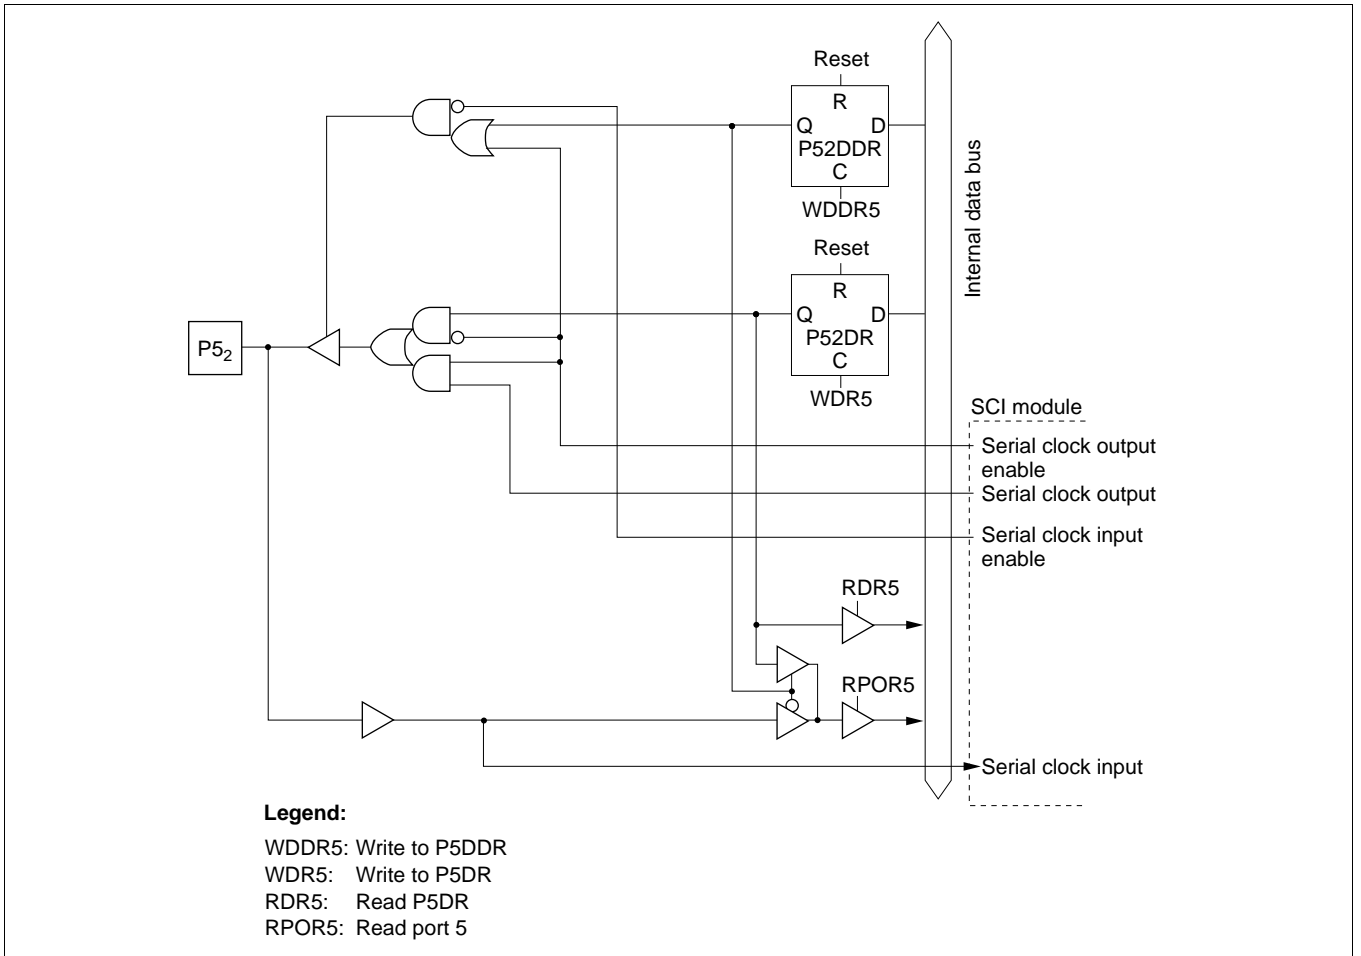 Reset
R
Q D
P52DDR
C
WDDR5
Internal data bus
Reset
R
Q D
P52DR
C
WDR5
P5₂
SCI module
Serial clock output
enable
Serial clock output
Serial clock input
enable
RDR5
RPOR5
Serial clock input
Legend:
WDDR5: Write to P5DDR
WDR5: Write to P5DR
RDR5: Read P5DR
RPOR5: Read port 5